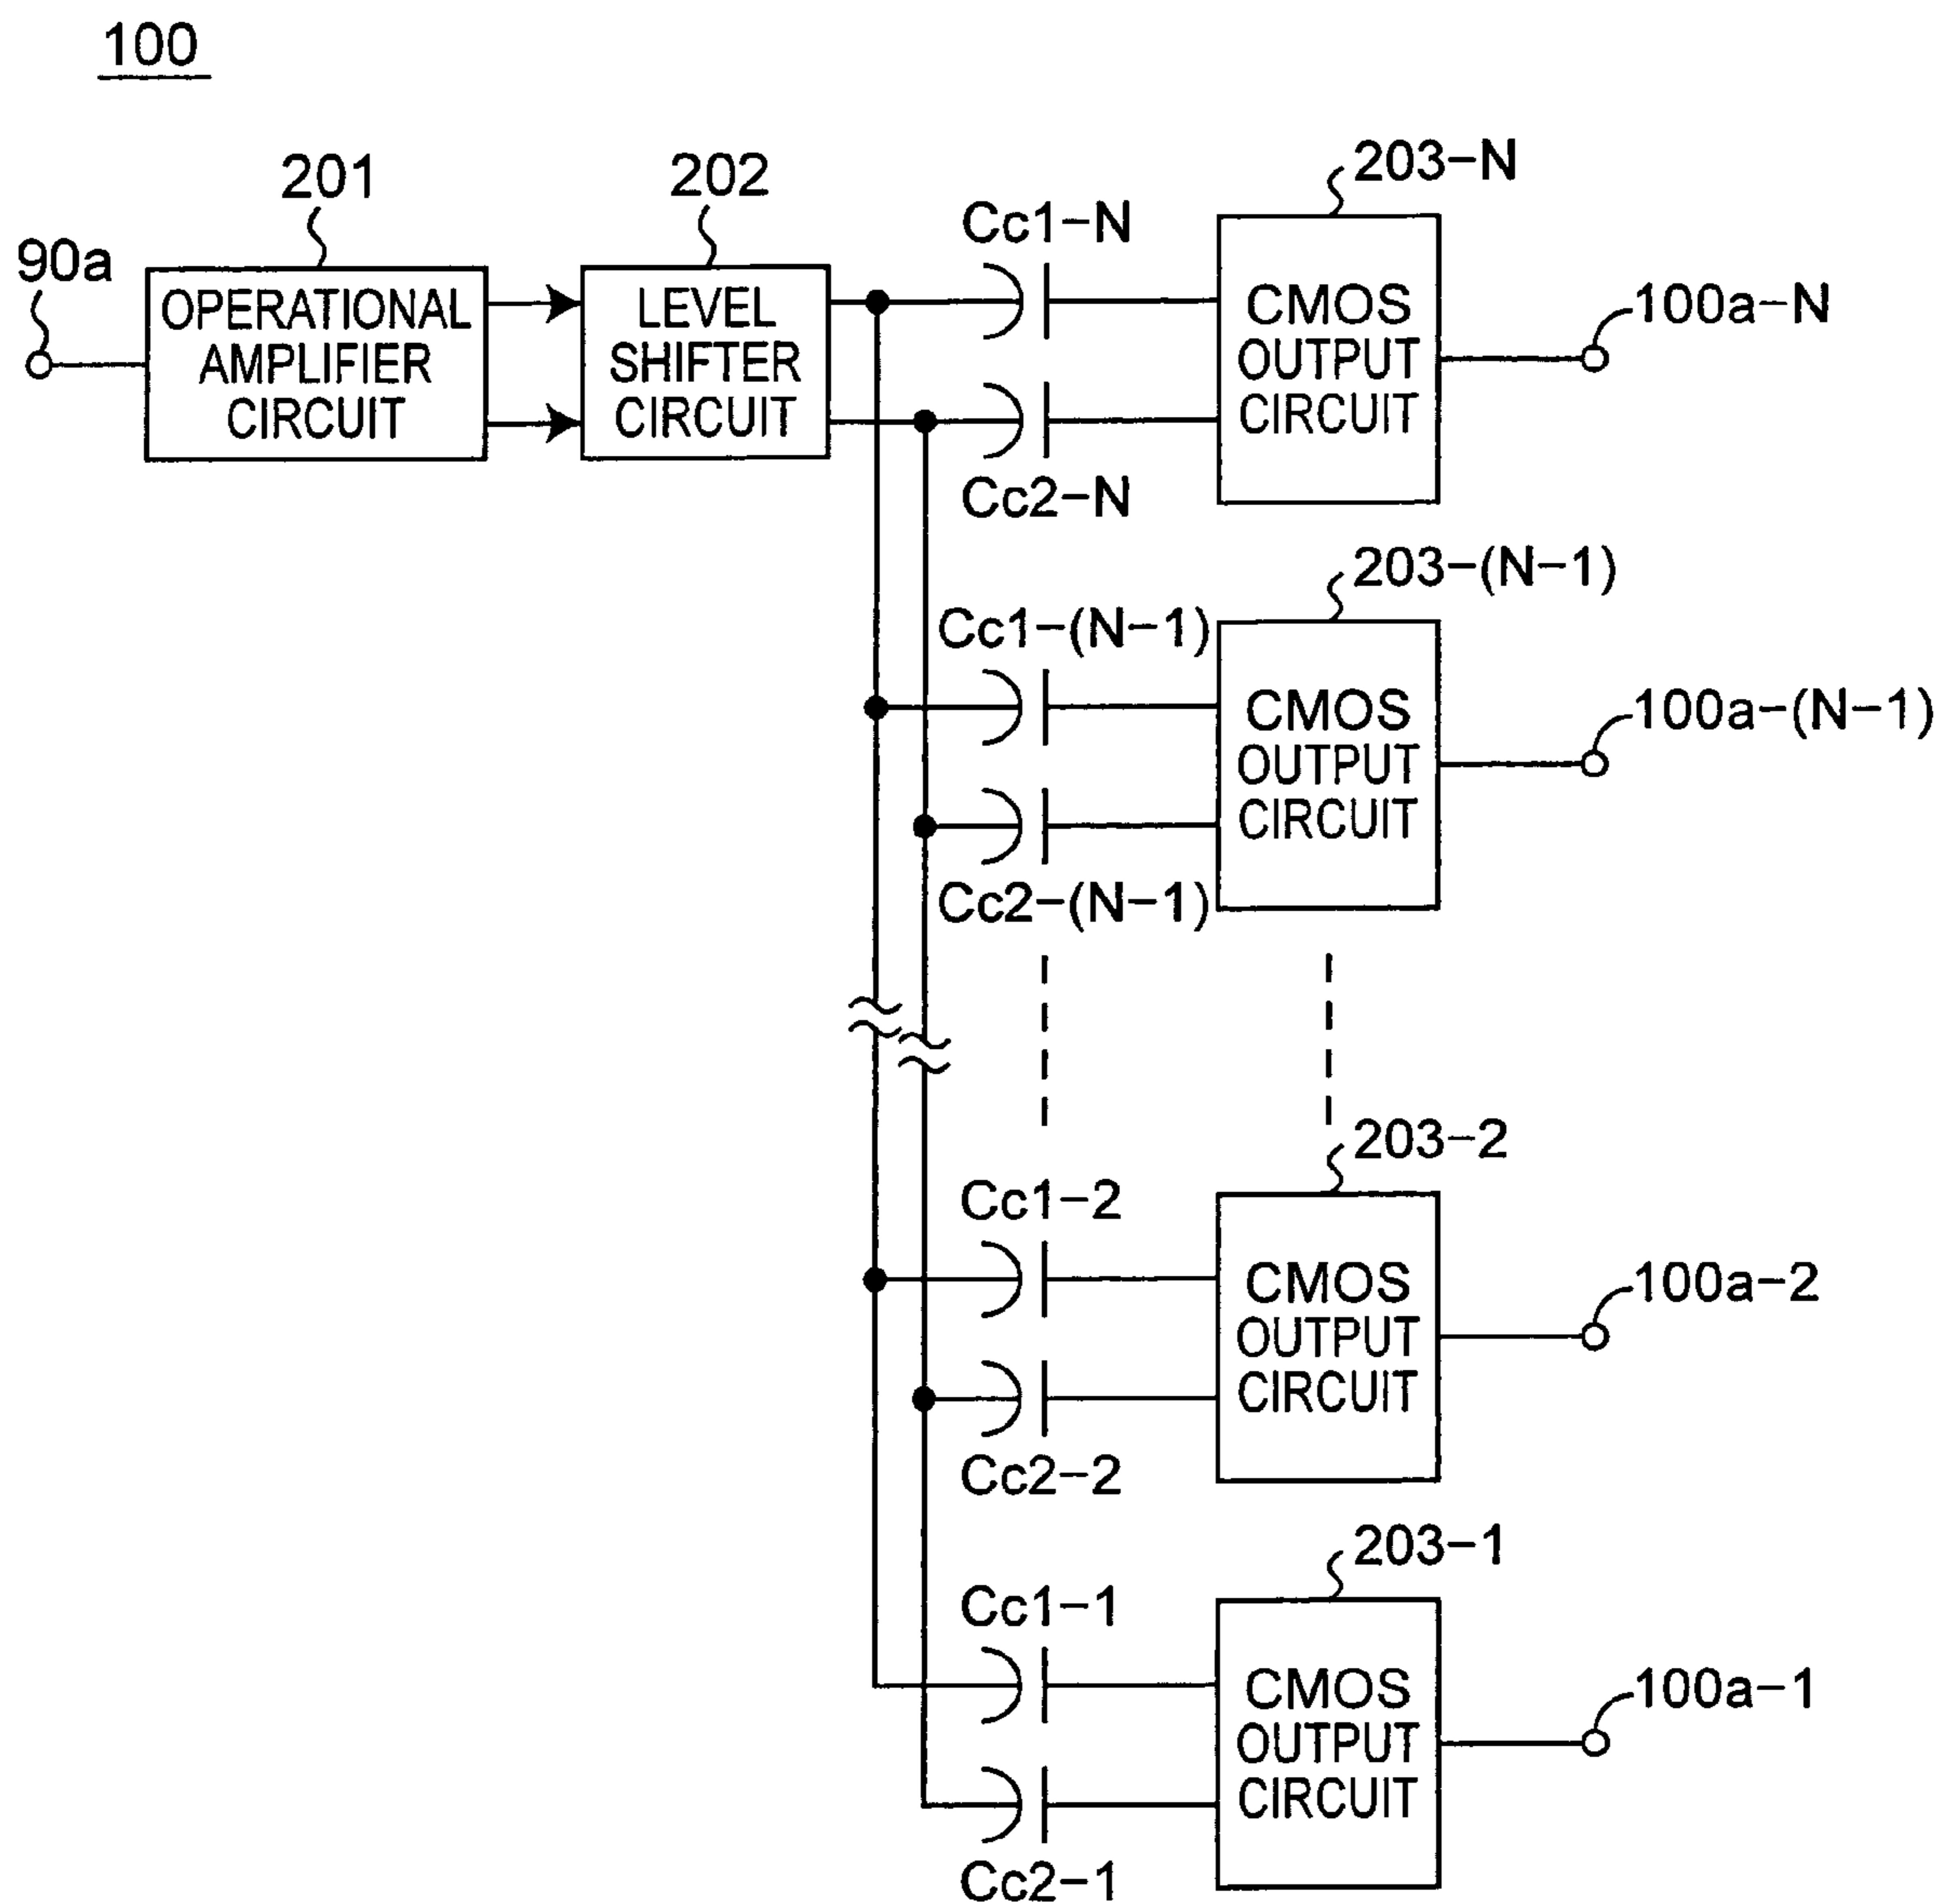 100
201
202
203-N
90a
Cc1-N
OPERATIONAL
AMPLIFIER
CIRCUIT
LEVEL
SHIFTER
CIRCUIT
CMOS
OUTPUT
CIRCUIT
100a-N
Cc2-N
203-(N-1)
Cc1-(N-1)
CMOS
OUTPUT
CIRCUIT
100a-(N-1)
Cc2-(N-1)
203-2
Cc1-2
CMOS
OUTPUT
CIRCUIT
100a-2
Cc2-2
203-1
Cc1-1
CMOS
OUTPUT
CIRCUIT
100a-1
Cc2-1